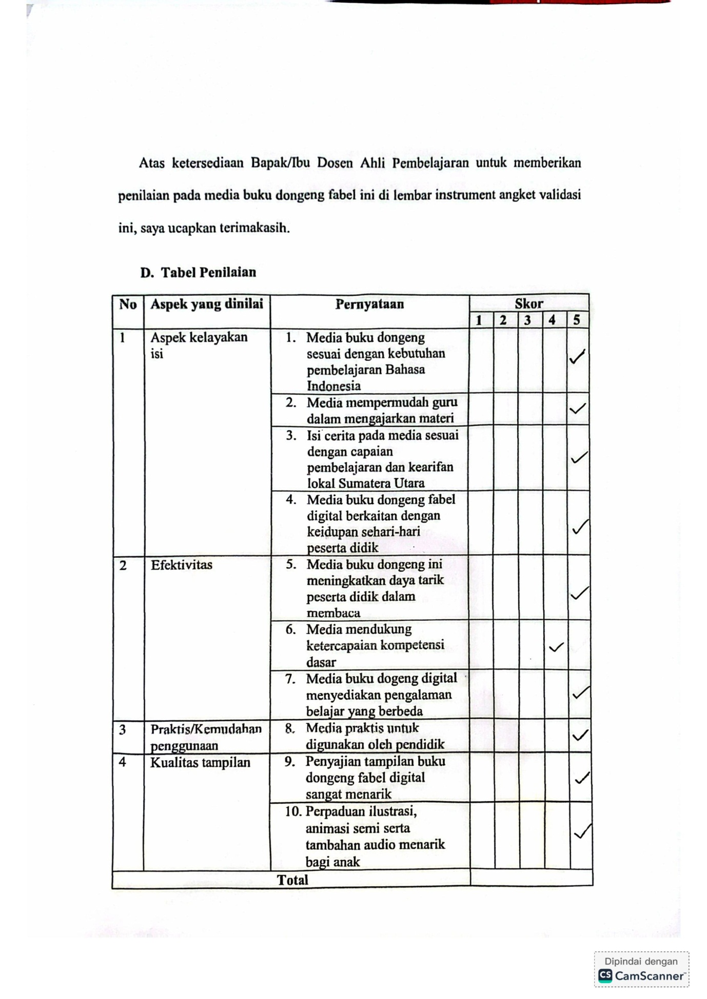 Atas ketersediaan Bapak/Ibu Dosen Ahli Pembelajaran untuk memberikan
penilaian pada media buku dongeng fabel ini di lembar instrument angket validasi
ini, saya ucapkan terimakasih.
D. Tabel Penilaian
No Aspek yang dinilai Pernyataan Skor
1 2 3 4 5
1 Aspek kelayakan 1. Media buku dongeng
isi sesuai dengan kebutuhan ✓
pembelajaran Bahasa
Indonesia
2. Media mempermudah guru ✓
dalam mengajarkan materi
3. Isi cerita pada media sesuai
dengan capaian ✓
pembelajaran dan kearifan
lokal Sumatera Utara
4. Media buku dongeng fabel
digital berkaitan dengan
keidupan sehari-hari ✓
peserta didik
2 Efektivitas 5. Media buku dongeng ini
meningkatkan daya tarik
peserta didik dalam ✓
membaca
6. Media mendukung
ketercapaian kompetensi ✓
dasar
7. Media buku dogeng digital
menyediakan pengalaman ✓
belajar yang berbeda
3 Praktis/Kemudahan 8. Media praktis untuk ✓
penggunaan digunakan oleh pendidik
4 Kualitas tampilan 9. Penyajian tampilan buku
dongeng fabel digital ✓
sangat menarik
10. Perpaduan ilustrasi,
animasi semi serta ✓
tambahan audio menarik
bagi anak
Total
Dipindai dengan
CS CamScanner™